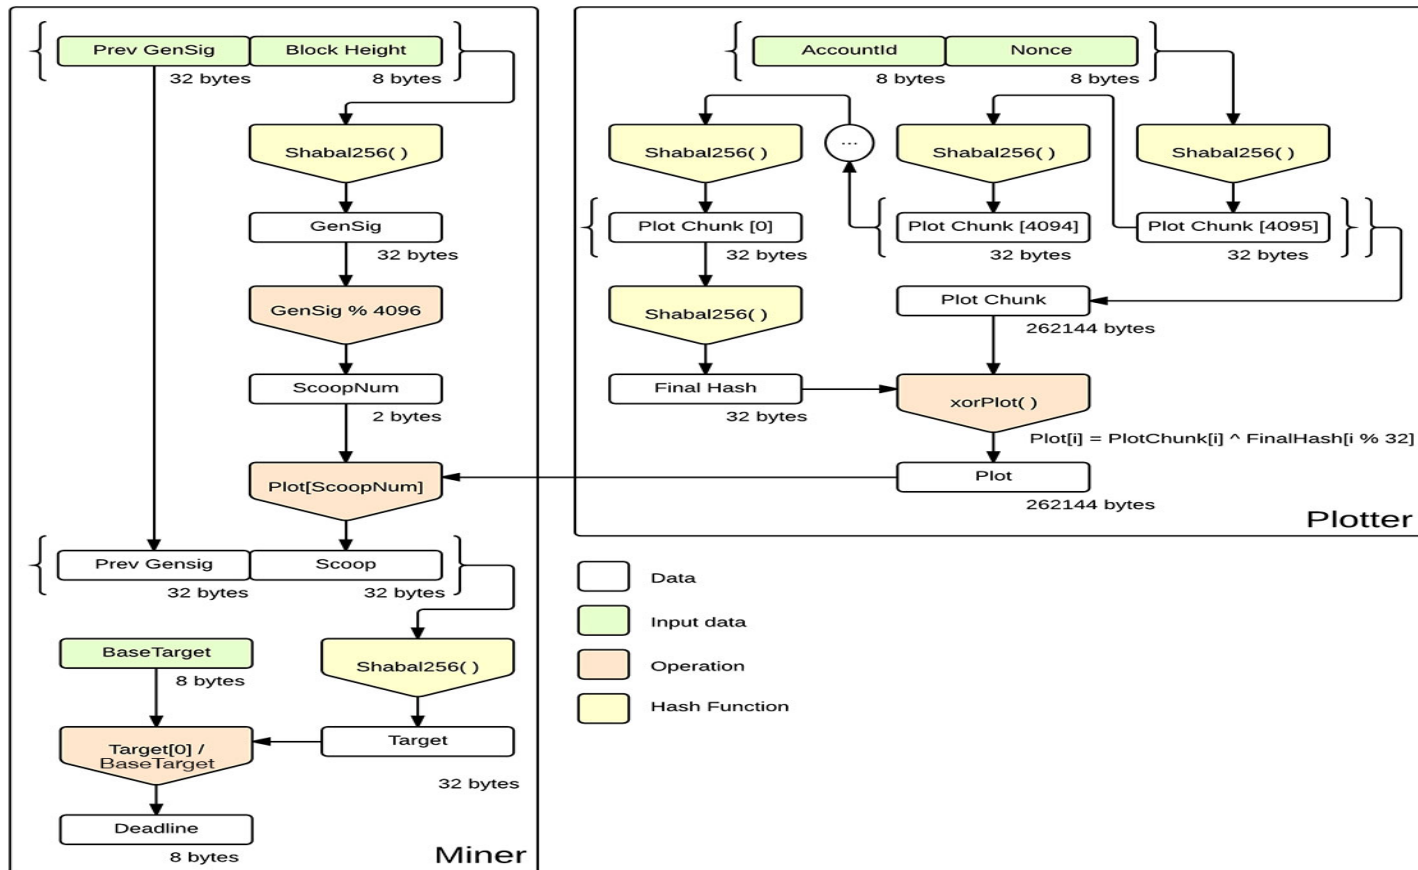 Prev GenSig
Block Height
32 bytes
8 bytes
Shabal256( )
GenSig
32 bytes
GenSig % 4096
ScoopNum
2 bytes
Plot[ScoopNum]
Prev Gensig
Scoop
32 bytes
32 bytes
BaseTarget
8 bytes
Shabal256( )
Target[0] /
BaseTarget
Target
32 bytes
Deadline
8 bytes
Miner
AccountId
Nonce
8 bytes
8 bytes
Shabal256( )
...
Shabal256( )
Shabal256( )
Plot Chunk [0]
Plot Chunk [4094]
Plot Chunk [4095]
32 bytes
32 bytes
32 bytes
Shabal256( )
Plot Chunk
262144 bytes
Final Hash
32 bytes
xorPlot( )
Plot[i] = PlotChunk[i] ^ FinalHash[i % 32]
Plot
262144 bytes
Plotter
Data
Input data
Operation
Hash Function